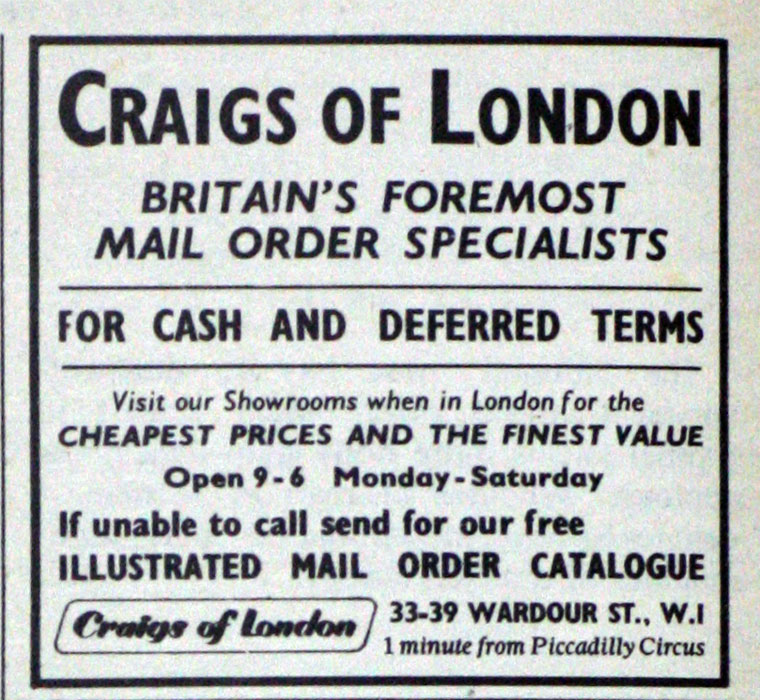 CRAIGS OF LONDON
BRITAIN'S FOREMOST
MAIL ORDER SPECIALISTS
FOR CASH AND DEFERRED TERMS
Visit our Showrooms when in London for the
CHEAPEST PRICES AND THE FINEST VALUE
Open 9-6 Monday-Saturday
If unable to call send for our free
ILLUSTRATED MAIL ORDER CATALOGUE
Craigs of London
33-39 WARDOUR ST., W.I
1 minute from Piccadilly Circus